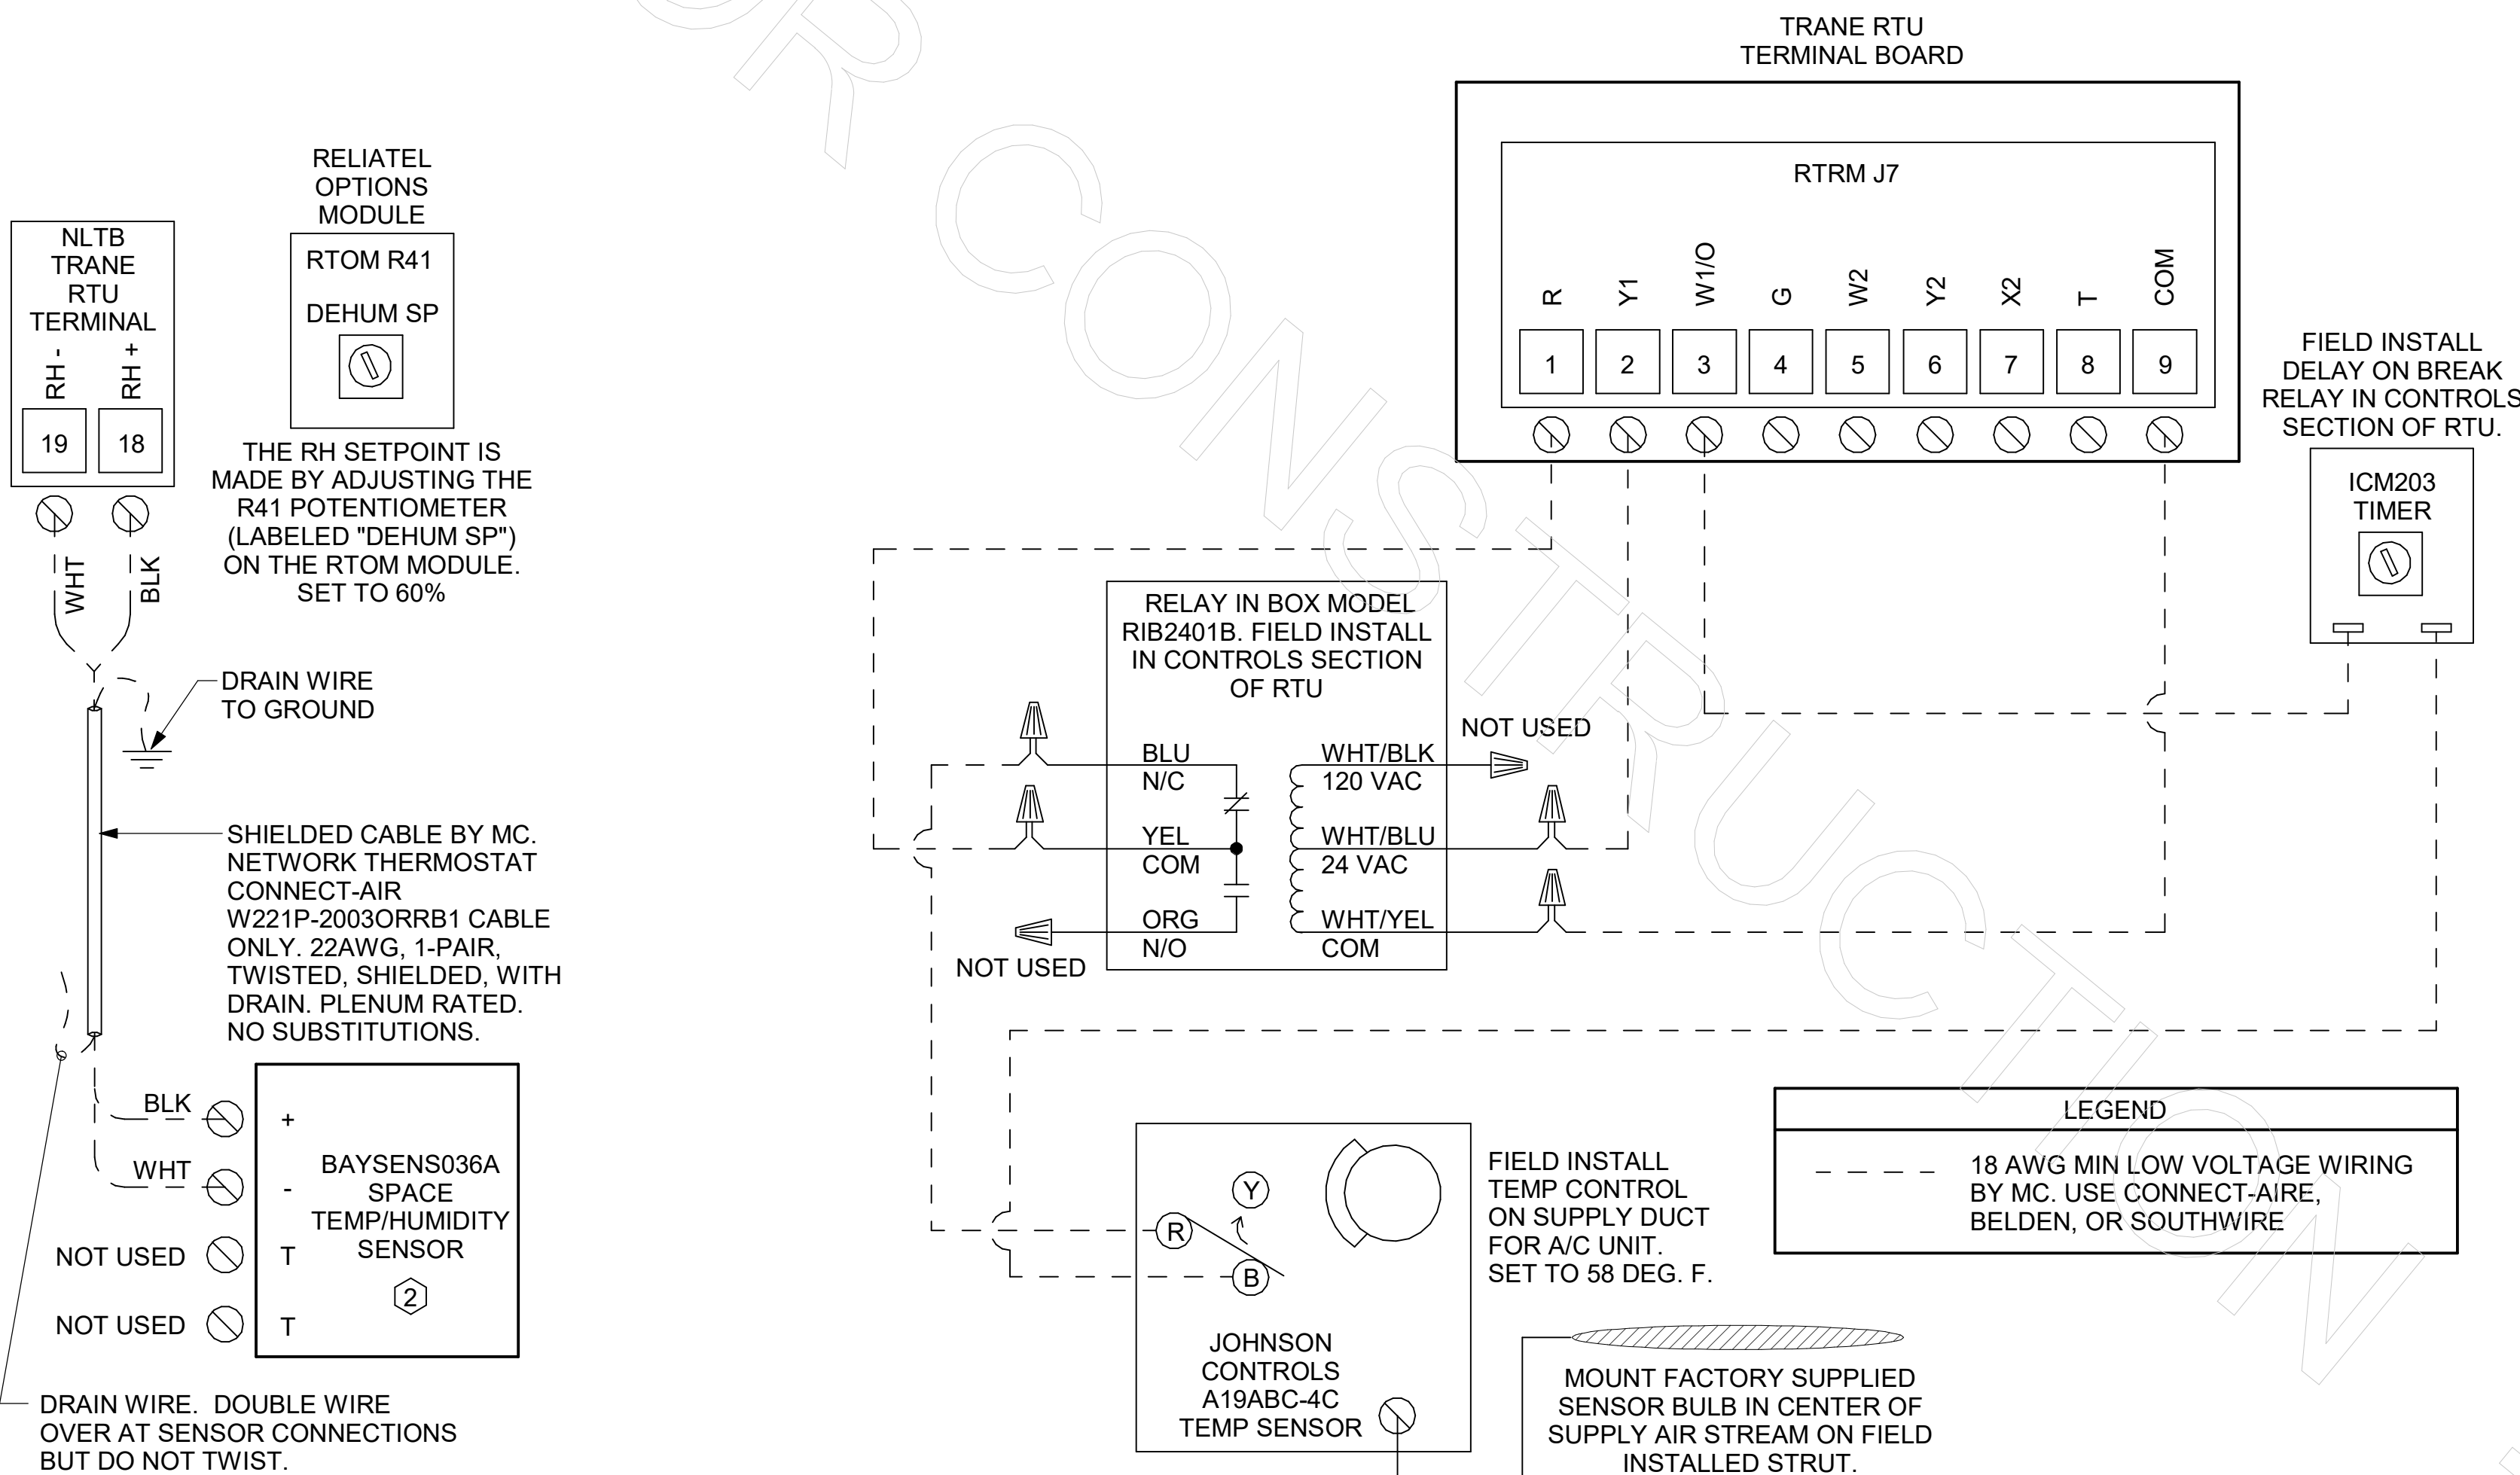 TRANE RTU
TERMINAL BOARD
RTRM J7
R
Y1
W1/O
G
W2
Y2
X2
T
COM
1
2
3
4
5
6
7
8
9
RELIATEL
OPTIONS
MODULE
RTOM R41
DEHUM SP
THE RH SETPOINT IS
MADE BY ADJUSTING THE
R41 POTENTIOMETER
(LABELED "DEHUM SP")
ON THE RTOM MODULE.
SET TO 60%
NLTB
TRANE
RTU
TERMINAL
RH -
RH +
19
18
WHT
BLK
DRAIN WIRE
TO GROUND
SHIELDED CABLE BY MC.
NETWORK THERMOSTAT
CONNECT-AIR
W221P-2003ORRB1 CABLE
ONLY. 22AWG, 1-PAIR,
TWISTED, SHIELDED, WITH
DRAIN. PLENUM RATED.
NO SUBSTITUTIONS.
BLK
WHT
NOT USED
NOT USED
+
-
T
T
BAYSENS036A
SPACE
TEMP/HUMIDITY
SENSOR
2
DRAIN WIRE. DOUBLE WIRE
OVER AT SENSOR CONNECTIONS
BUT DO NOT TWIST.
FIELD INSTALL
DELAY ON BREAK
RELAY IN CONTROLS
SECTION OF RTU.
ICM203
TIMER
RELAY IN BOX MODEL
RIB2401B. FIELD INSTALL
IN CONTROLS SECTION
OF RTU
BLU
N/C
YEL
COM
ORG
N/O
NOT USED
WHT/BLK
120 VAC
WHT/BLU
24 VAC
WHT/YEL
COM
NOT USED
Y
R
B
JOHNSON
CONTROLS
A19ABC-4C
TEMP SENSOR
FIELD INSTALL
TEMP CONTROL
ON SUPPLY DUCT
FOR A/C UNIT.
SET TO 58 DEG. F.
MOUNT FACTORY SUPPLIED
SENSOR BULB IN CENTER OF
SUPPLY AIR STREAM ON FIELD
INSTALLED STRUT.
LEGEND
18 AWG MIN LOW VOLTAGE WIRING
BY MC. USE CONNECT-AIRE,
BELDEN, OR SOUTHWIRE
OR CONSTRUCTION